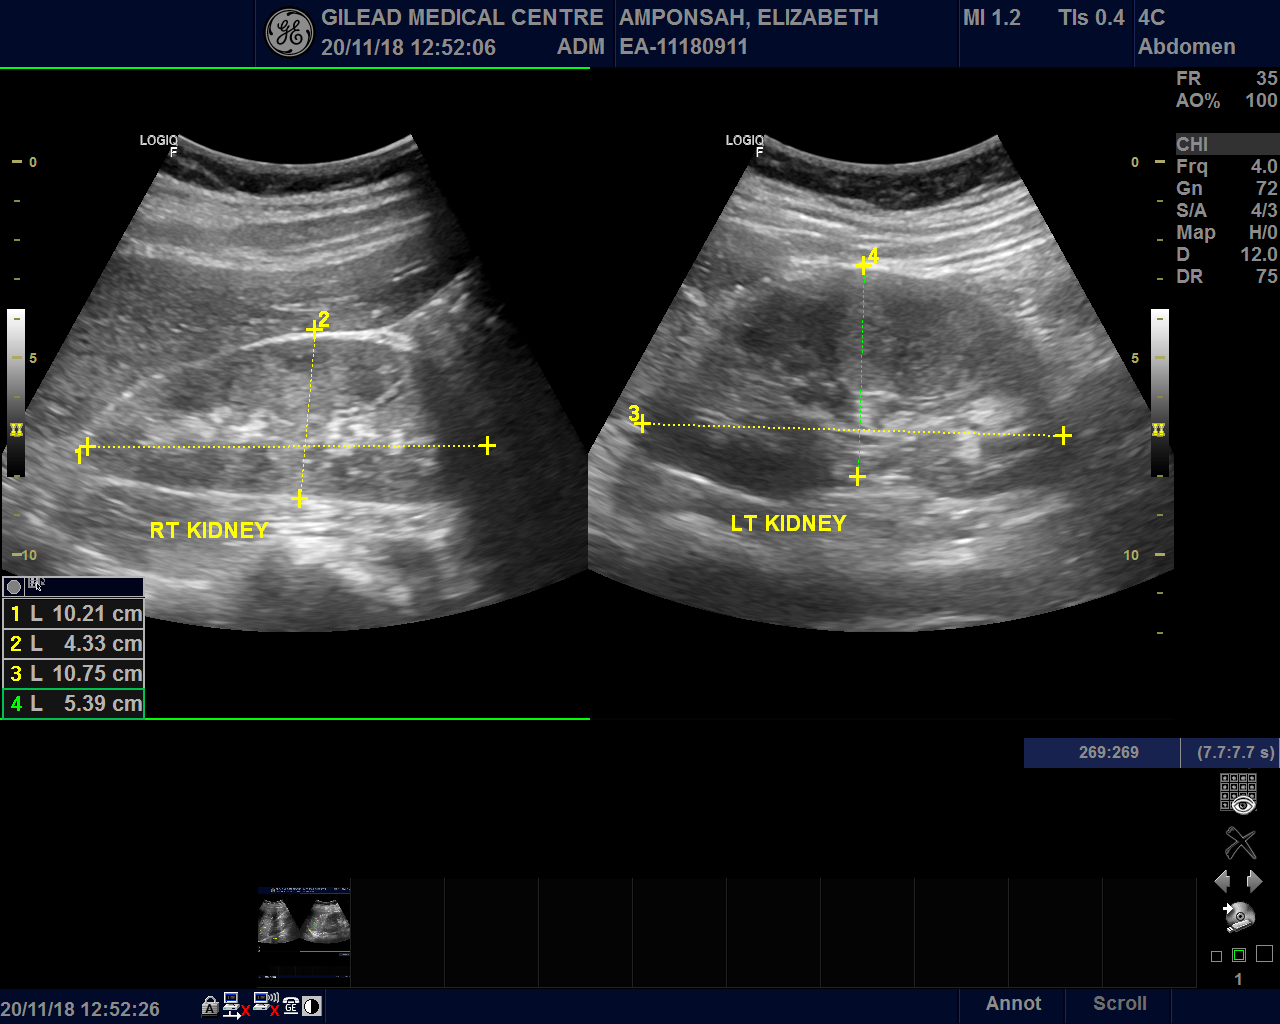 GILEAD MEDICAL CENTRE
20/11/18 12:52:06 ADM
AMPONSAH, ELIZABETH
EA-11180911
MI 1.2 TIs 0.4
4C
Abdomen
FR 35
AO% 100
CHI
Frq 4.0
Gn 72
S/A 4/3
Map H/0
D 12.0
DR 75
LOGIQ
F
0
5
10
1
2
RT KIDNEY
LOGIQ
F
0
5
10
3
4
LT KIDNEY
1 L 10.21 cm
2 L 4.33 cm
3 L 10.75 cm
4 L 5.39 cm
269:269 (7.7:7.7 s)
1
20/11/18 12:52:26
A
GE
Annot
Scroll